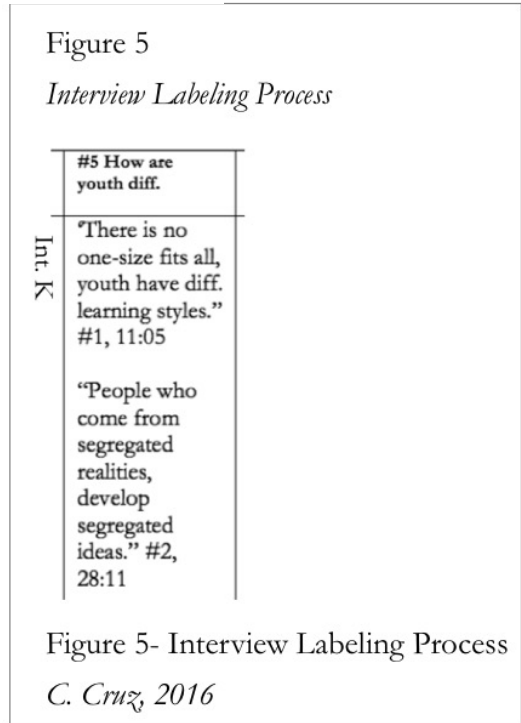 Figure 5
Interview Labeling Process
#5 How are
youth diff.
Int. K
"There is no
one-size fits all,
youth have diff.
learning styles."
#1, 11:05
"People who
come from
segregated
realities,
develop
segregated
ideas." #2,
28:11
Figure 5- Interview Labeling Process
C. Cruz, 2016